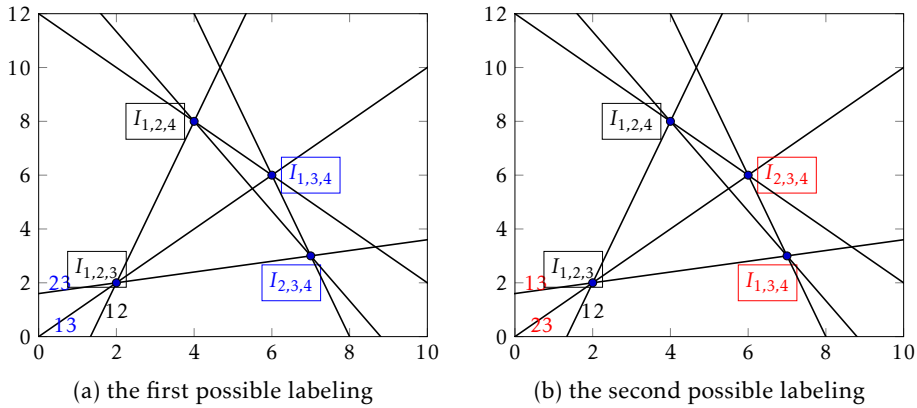 12
10
8
6
4
2
0
I1,2,4
I1,3,4
I1,2,3
I2,3,4
23
13
12
0 2 4 6 8 10
(a) the first possible labeling
12
10
8
6
4
2
0
I1,2,4
I2,3,4
I1,2,3
I1,3,4
13
23
12
0 2 4 6 8 10
(b) the second possible labeling